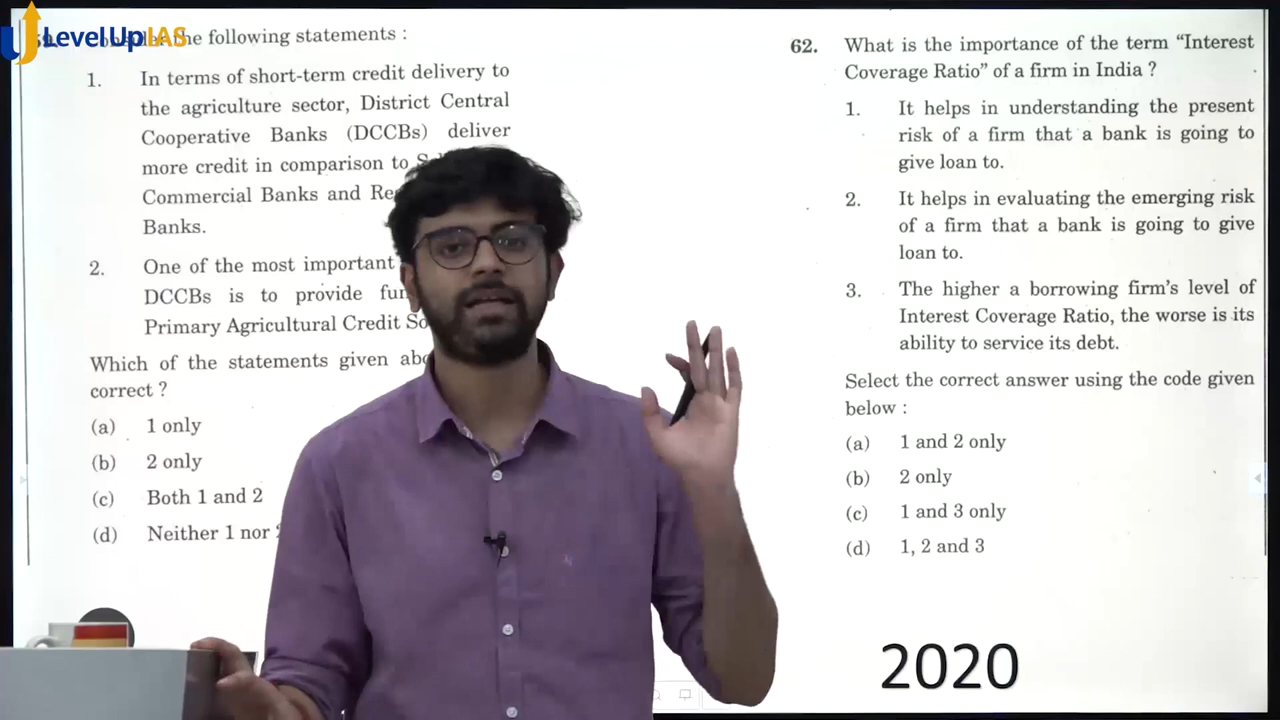 LevelUpIAS
the following statements :
1. In terms of short-term credit delivery to
the agriculture sector, District Central
Cooperative Banks (DCCBs) deliver
more credit in comparison to
Commercial Banks and
Banks.
2. One of the most important
DCCBs is to provide
Primary Agricultural Credit
Which of the statements given
correct ?
(a) 1 only
(b) 2 only
(c) Both 1 and 2
(d) Neither 1 nor
62. What is the importance of the term “Interest
Coverage Ratio” of a firm in India ?
1. It helps in understanding the present
risk of a firm that a bank is going to
give loan to.
2. It helps in evaluating the emerging risk
of a firm that a bank is going to give
loan to.
3. The higher a borrowing firm’s level of
Interest Coverage Ratio, the worse is its
ability to service its debt.
Select the correct answer using the code given
below :
(a) 1 and 2 only
(b) 2 only
(c) 1 and 3 only
(d) 1, 2 and 3
2020